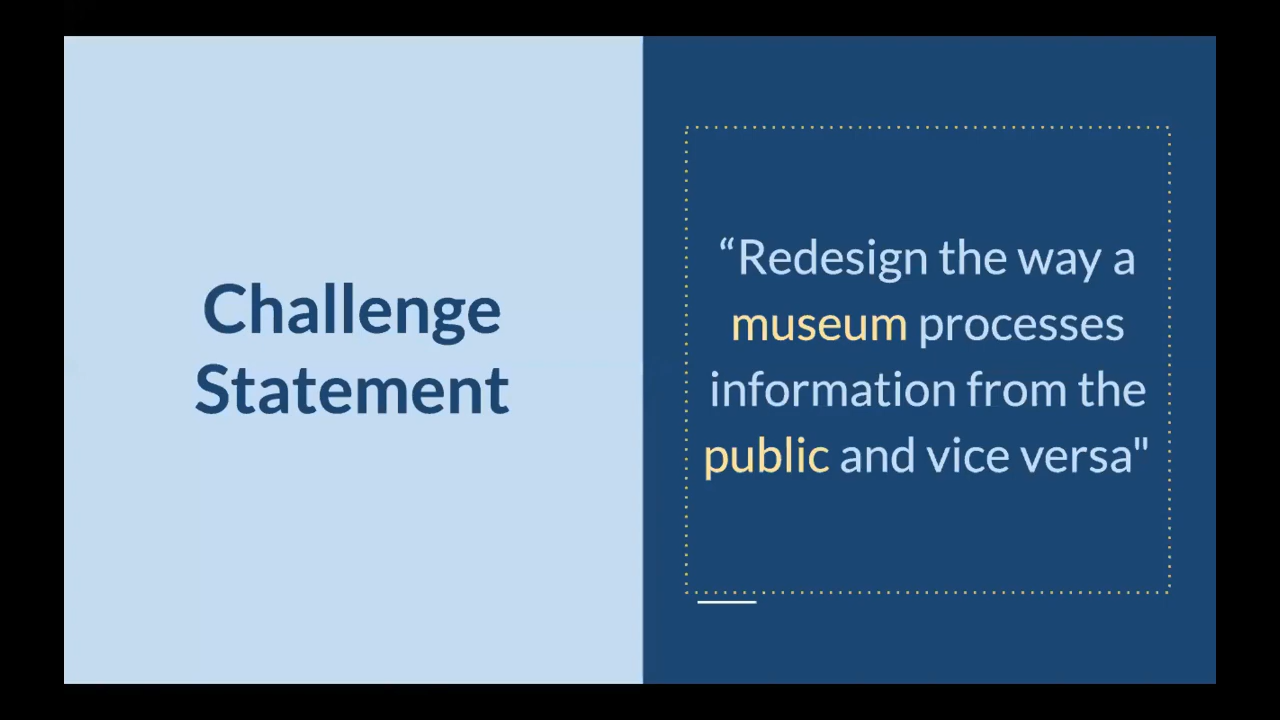 Challenge
Statement
“Redesign the way a
museum processes
information from the
public and vice versa"